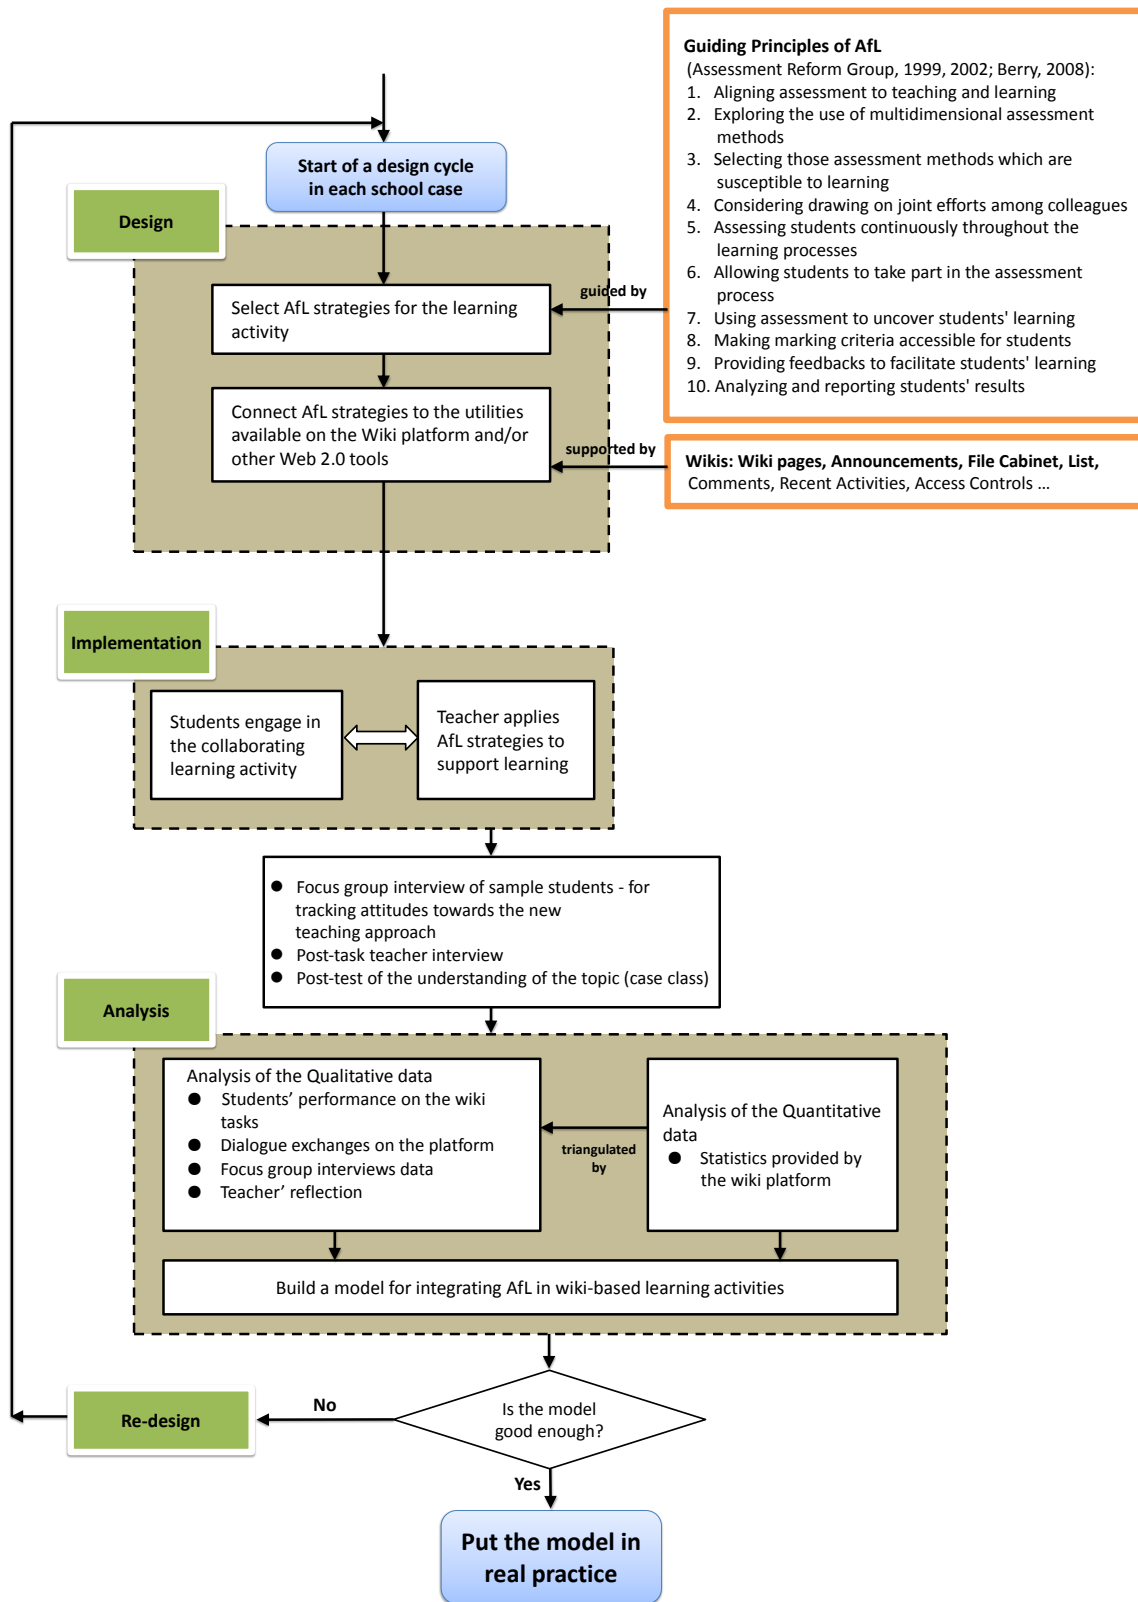 Guiding Principles of AfL
(Assessment Reform Group, 1999, 2002; Berry, 2008):
1. Aligning assessment to teaching and learning
2. Exploring the use of multidimensional assessment
methods
3. Selecting those assessment methods which are
susceptible to learning
4. Considering drawing on joint efforts among colleagues
5. Assessing students continuously throughout the
learning processes
6. Allowing students to take part in the assessment
process
7. Using assessment to uncover students' learning
8. Making marking criteria accessible for students
9. Providing feedbacks to facilitate students' learning
10. Analyzing and reporting students' results
Start of a design cycle
in each school case
Design
Select AfL strategies for the learning
activity
guided by
Connect AfL strategies to the utilities
available on the Wiki platform and/or
other Web 2.0 tools
supported by
Wikis: Wiki pages, Announcements, File Cabinet, List,
Comments, Recent Activities, Access Controls ...
Implementation
Students engage in
the collaborating
learning activity
Teacher applies
AfL strategies to
support learning
● Focus group interview of sample students - for
tracking attitudes towards the new
teaching approach
● Post-task teacher interview
● Post-test of the understanding of the topic (case class)
Analysis
Analysis of the Qualitative data
● Students’ performance on the wiki
tasks
● Dialogue exchanges on the platform
● Focus group interviews data
● Teacher’ reflection
triangulated
by
Analysis of the Quantitative
data
● Statistics provided by
the wiki platform
Build a model for integrating AfL in wiki-based learning activities
Is the model
good enough?
No
Re-design
Yes
Put the model in
real practice